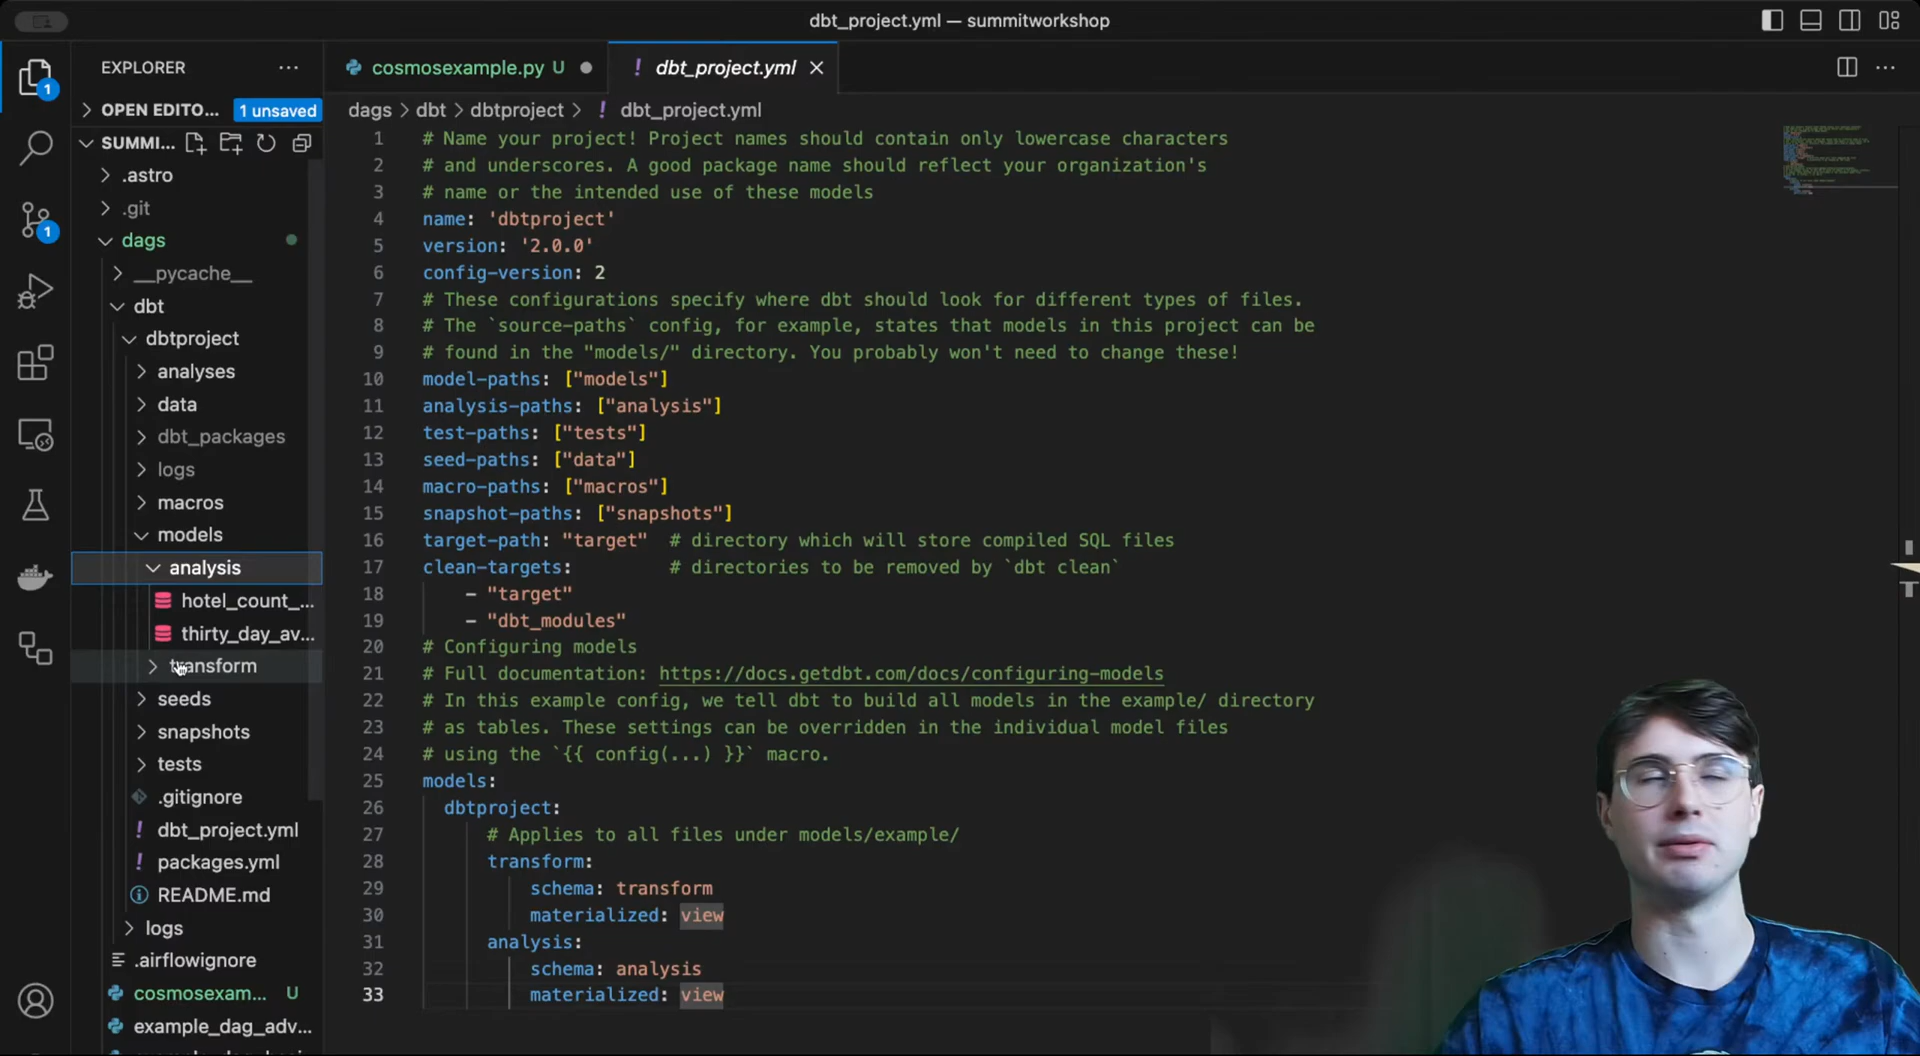 dbt_project.yml — summitworkshop
EXPLORER
OPEN EDITO... 1 unsaved
SUMMI...
.astro
.git
dags
__pycache__
dbt
dbtproject
analyses
data
dbt_packages
logs
macros
models
analysis
hotel_count_...
thirty_day_av...
transform
seeds
snapshots
tests
.gitignore
dbt_project.yml
packages.yml
README.md
logs
.airflowignore
cosmosexam... U
example_dag_adv...
1
1
cosmosexample.py U
dbt_project.yml
dags > dbt > dbtproject > dbt_project.yml
1 # Name your project! Project names should contain only lowercase characters
2 # and underscores. A good package name should reflect your organization's
3 # name or the intended use of these models
4 name: 'dbtproject'
5 version: '2.0.0'
6 config-version: 2
7 # These configurations specify where dbt should look for different types of files.
8 # The `source-paths` config, for example, states that models in this project can be
9 # found in the "models/" directory. You probably won't need to change these!
10 model-paths: ["models"]
11 analysis-paths: ["analysis"]
12 test-paths: ["tests"]
13 seed-paths: ["data"]
14 macro-paths: ["macros"]
15 snapshot-paths: ["snapshots"]
16 target-path: "target" # directory which will store compiled SQL files
17 clean-targets: # directories to be removed by `dbt clean`
18 - "target"
19 - "dbt_modules"
20 # Configuring models
21 # Full documentation: https://docs.getdbt.com/docs/configuring-models
22 # In this example config, we tell dbt to build all models in the example/ directory
23 # as tables. These settings can be overridden in the individual model files
24 # using the `{{ config(...) }}` macro.
25 models:
26 dbtproject:
27 # Applies to all files under models/example/
28 transform:
29 schema: transform
30 materialized: view
31 analysis:
32 schema: analysis
33 materialized: view